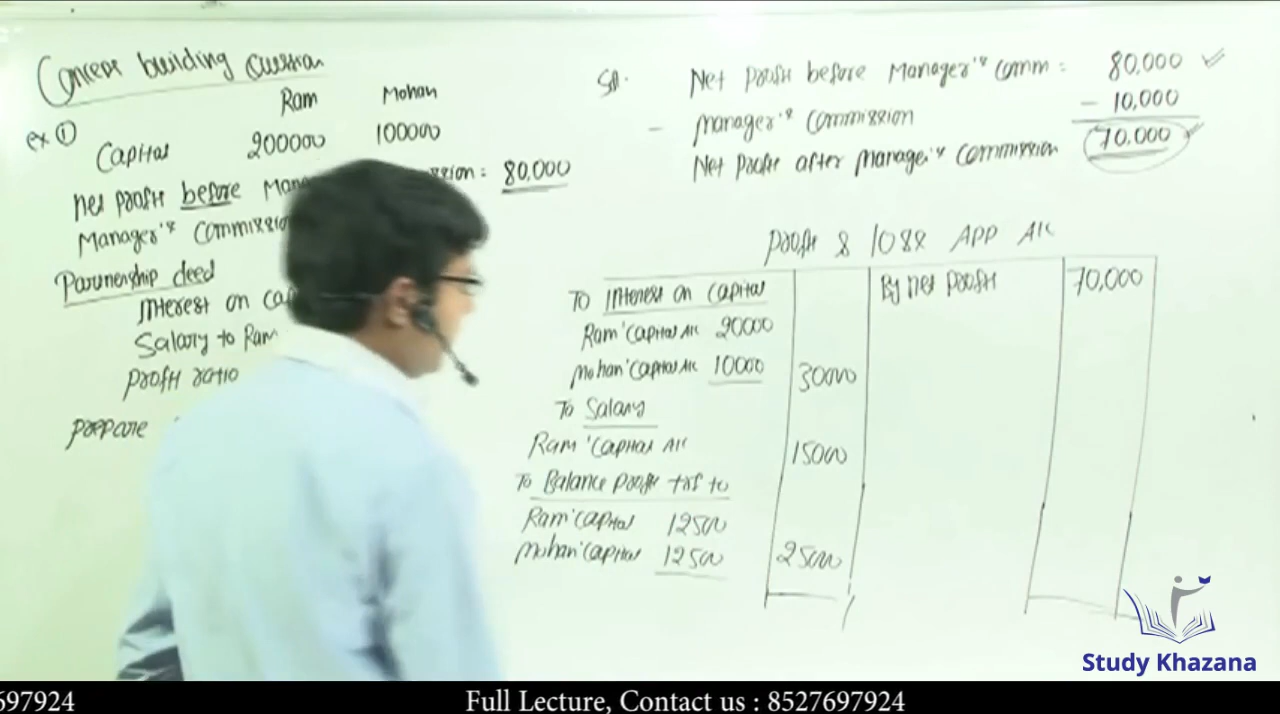 Concept building Question
Ram Mohan
ex ①
Capital 200000 100000
Net profit before Man ssion: 80,000
Manager's Commission
Partnership deed
Interest on cap
Salary to Ram
Profit ratio
prepare
Sol. Net profit before Manager's comm = 80,000
- Manager's Commission - 10,000
Net profit after Manager's Commission 70,000
Profit & loss APP A/c
To Interest on Capital By Net Profit 70,000
Ram' Capital A/c 20000
Mohan' Capital A/c 10000 30000
To Salary
Ram 'Capital A/c 15000
To Balance profit trf to
Ram' Capital 12500
Mohan' Capital 12500 25000
Study Khazana
697924 Full Lecture, Contact us : 8527697924